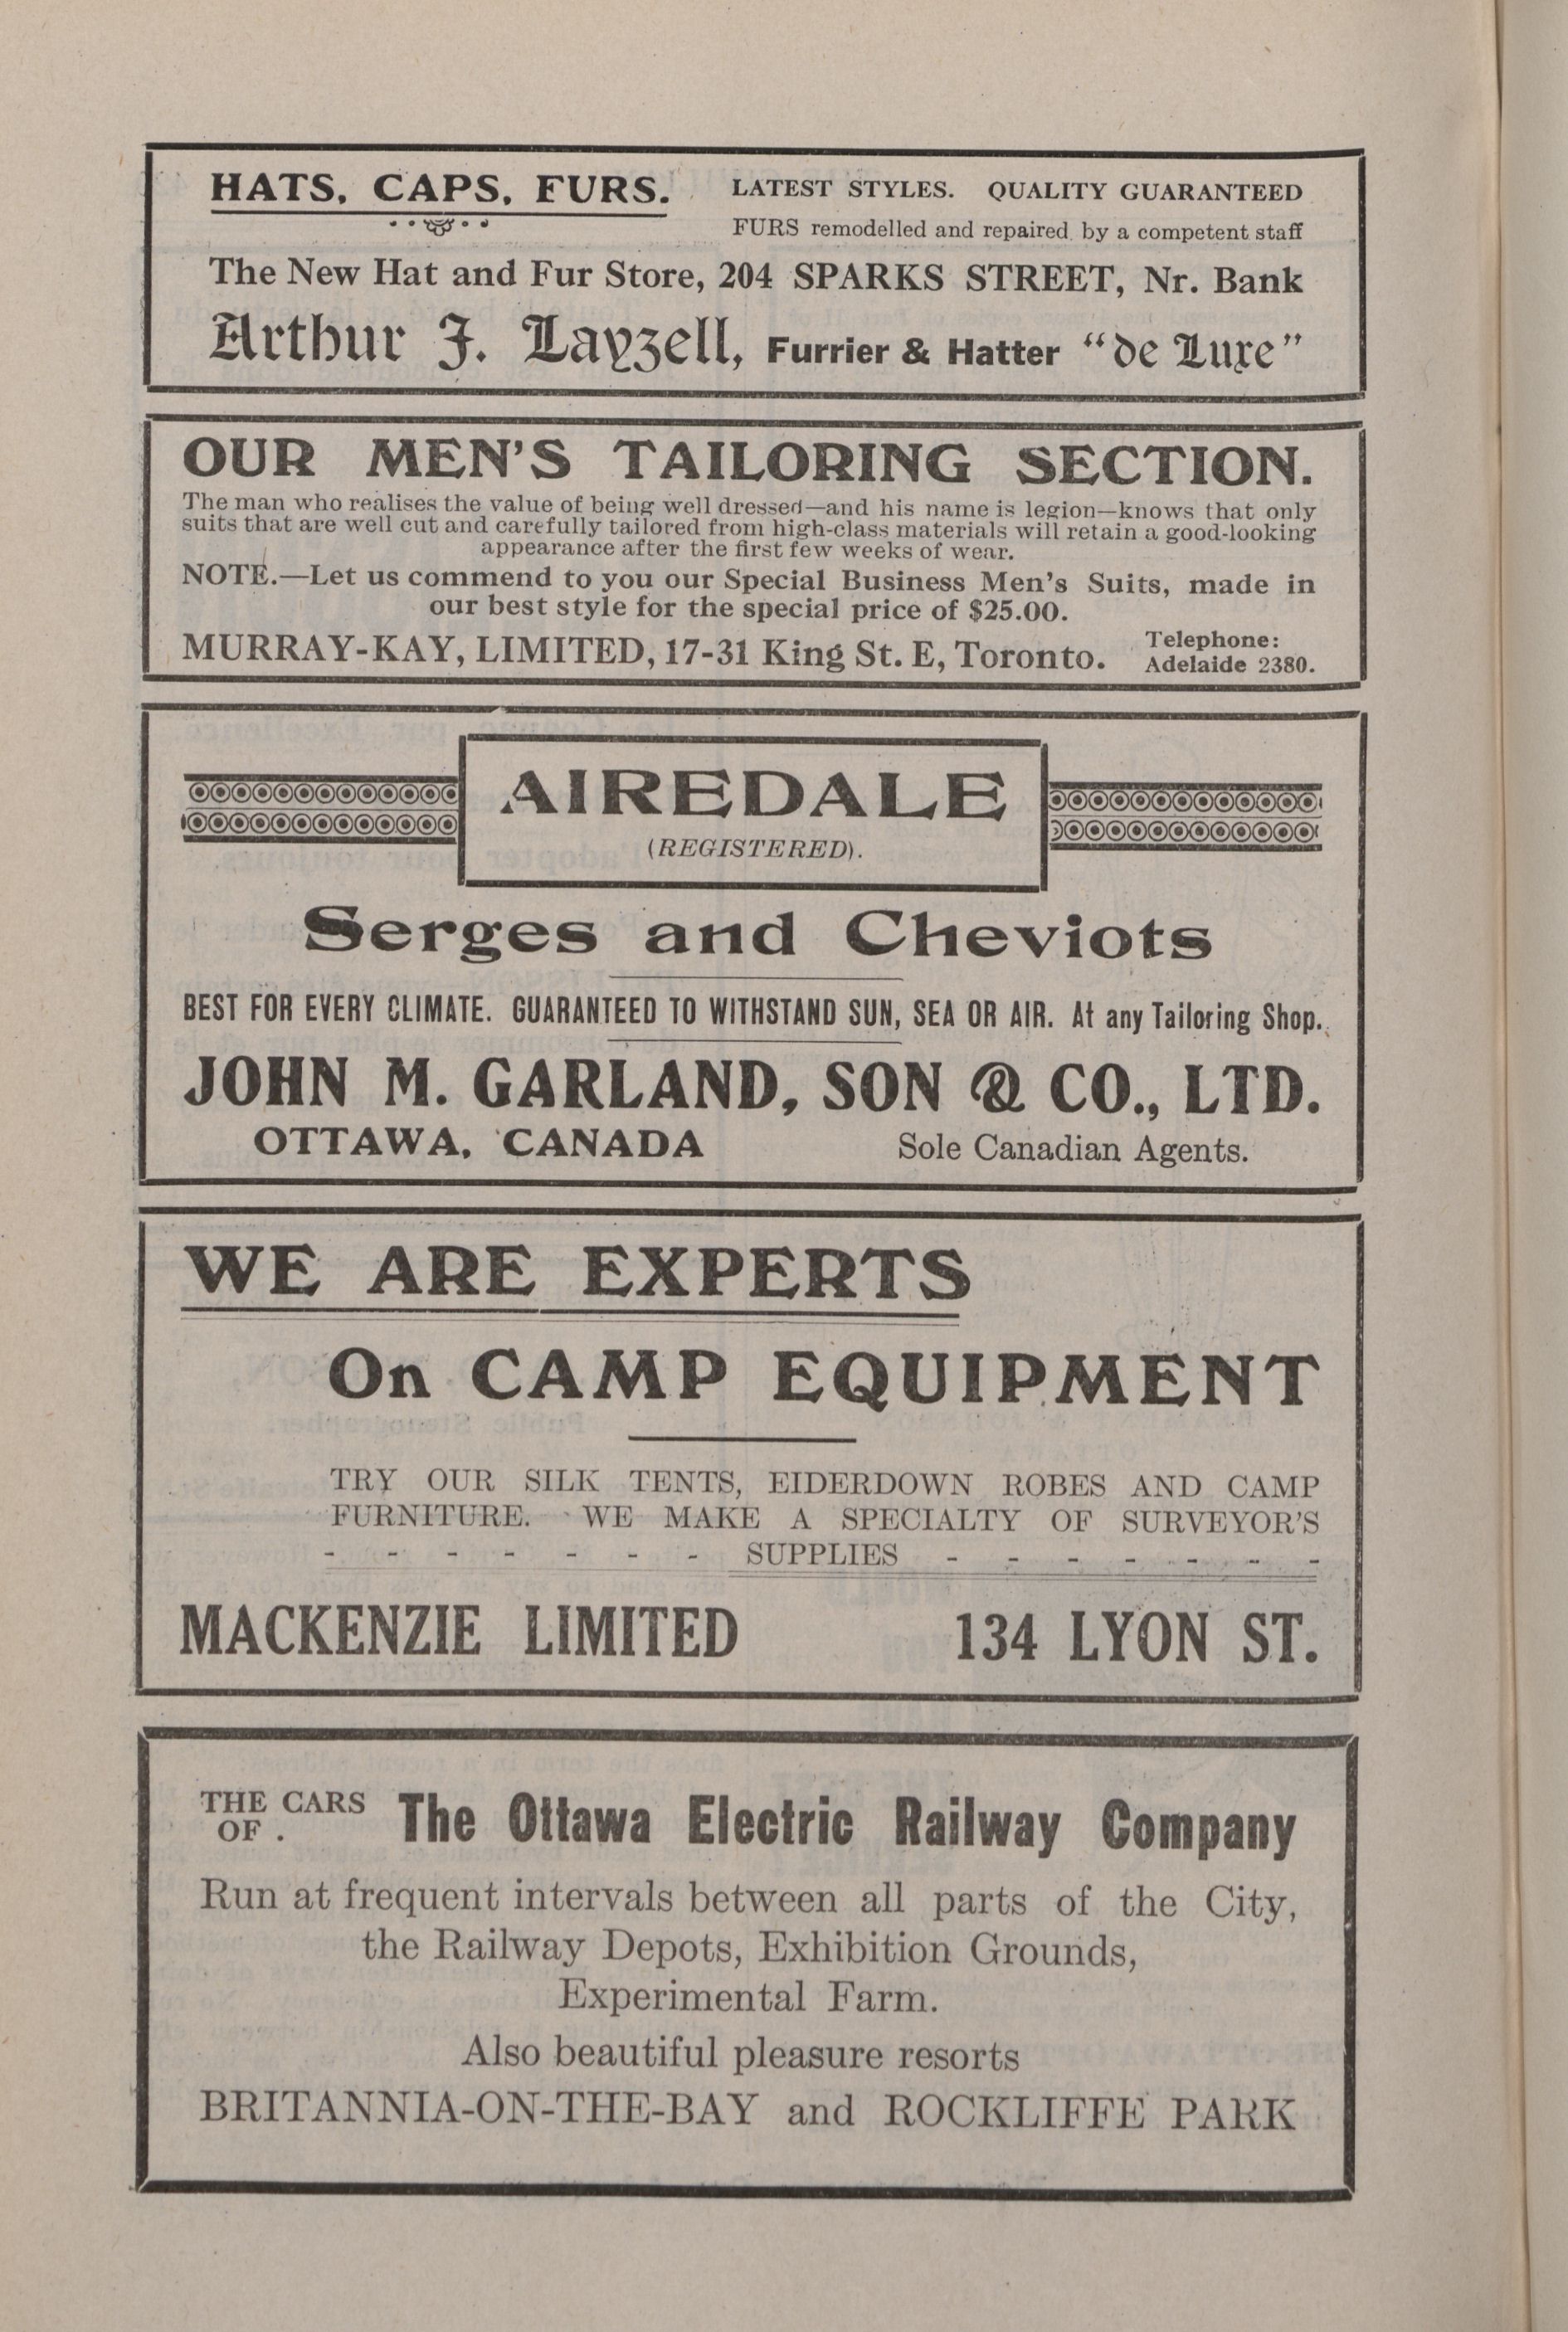 HATS, CAPS, FURS.
LATEST STYLES. QUALITY GUARANTEED
FURS remodelled and repaired by a competent staff
The New Hat and Fur Store, 204 SPARKS STREET, Nr. Bank
Arthur J. Layzell, Furrier & Hatter "de Luxe"
OUR MEN'S TAILORING SECTION.
The man who realises the value of being well dressed—and his name is legion—knows that only
suits that are well cut and carefully tailored from high-class materials will retain a good-looking
appearance after the first few weeks of wear.
NOTE.—Let us commend to you our Special Business Men's Suits, made in
our best style for the special price of $25.00.
MURRAY-KAY, LIMITED, 17-31 King St. E, Toronto.
Telephone:
Adelaide 2380.
AIREDALE
(REGISTERED).
Serges and Cheviots
BEST FOR EVERY CLIMATE. GUARANTEED TO WITHSTAND SUN, SEA OR AIR. At any Tailoring Shop.
JOHN M. GARLAND, SON & CO., LTD.
OTTAWA, CANADA Sole Canadian Agents.
WE ARE EXPERTS
On CAMP EQUIPMENT
TRY OUR SILK TENTS, EIDERDOWN ROBES AND CAMP
FURNITURE. WE MAKE A SPECIALTY OF SURVEYOR'S
- - - - - - - SUPPLIES - - - - - - -
MACKENZIE LIMITED 134 LYON ST.
THE CARS
OF .
The Ottawa Electric Railway Company
Run at frequent intervals between all parts of the City,
the Railway Depots, Exhibition Grounds,
Experimental Farm.
Also beautiful pleasure resorts
BRITANNIA-ON-THE-BAY and ROCKLIFFE PARK